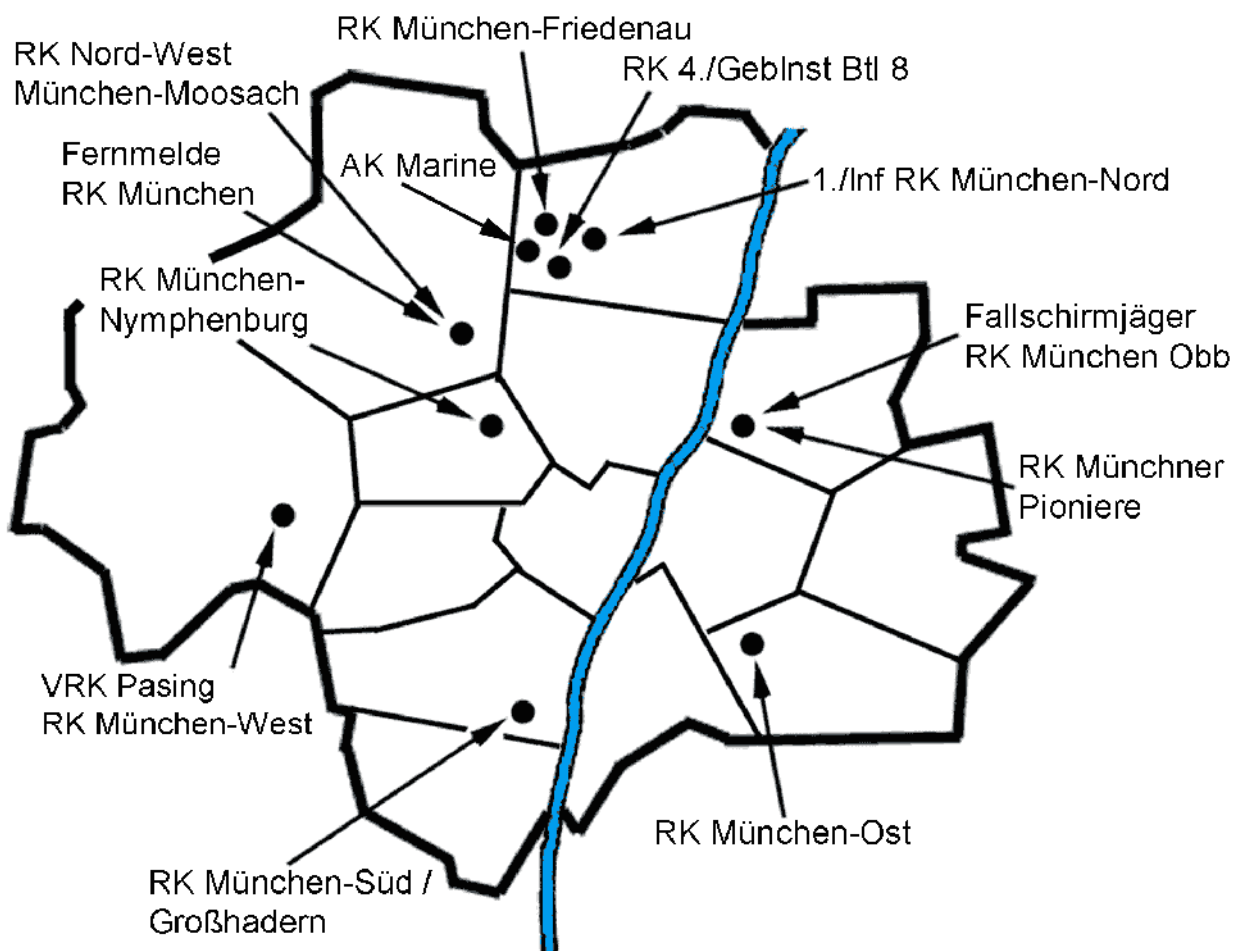 RK München-Friedenau
RK Nord-West
München-Moosach
RK 4./GebInst Btl 8
Fernmelde
RK München
AK Marine
1./Inf RK München-Nord
RK München-
Nymphenburg
Fallschirmjäger
RK München Obb
RK Münchner
Pioniere
VRK Pasing
RK München-West
RK München-Ost
RK München-Süd /
Großhadern